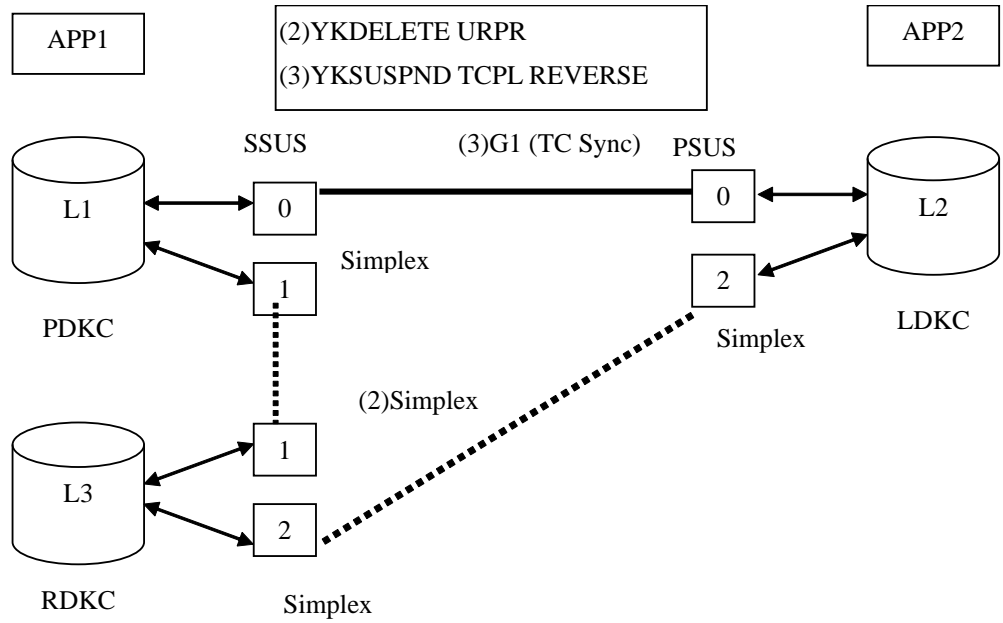 APP1
(2)YKDELETE URPR
(3)YKSUSPND TCPL REVERSE
APP2
SSUS
(3)G1 (TC Sync)
PSUS
L1
0
0
L2
Simplex
1
2
PDKC
LDKC
Simplex
(2)Simplex
1
L3
2
RDKC
Simplex